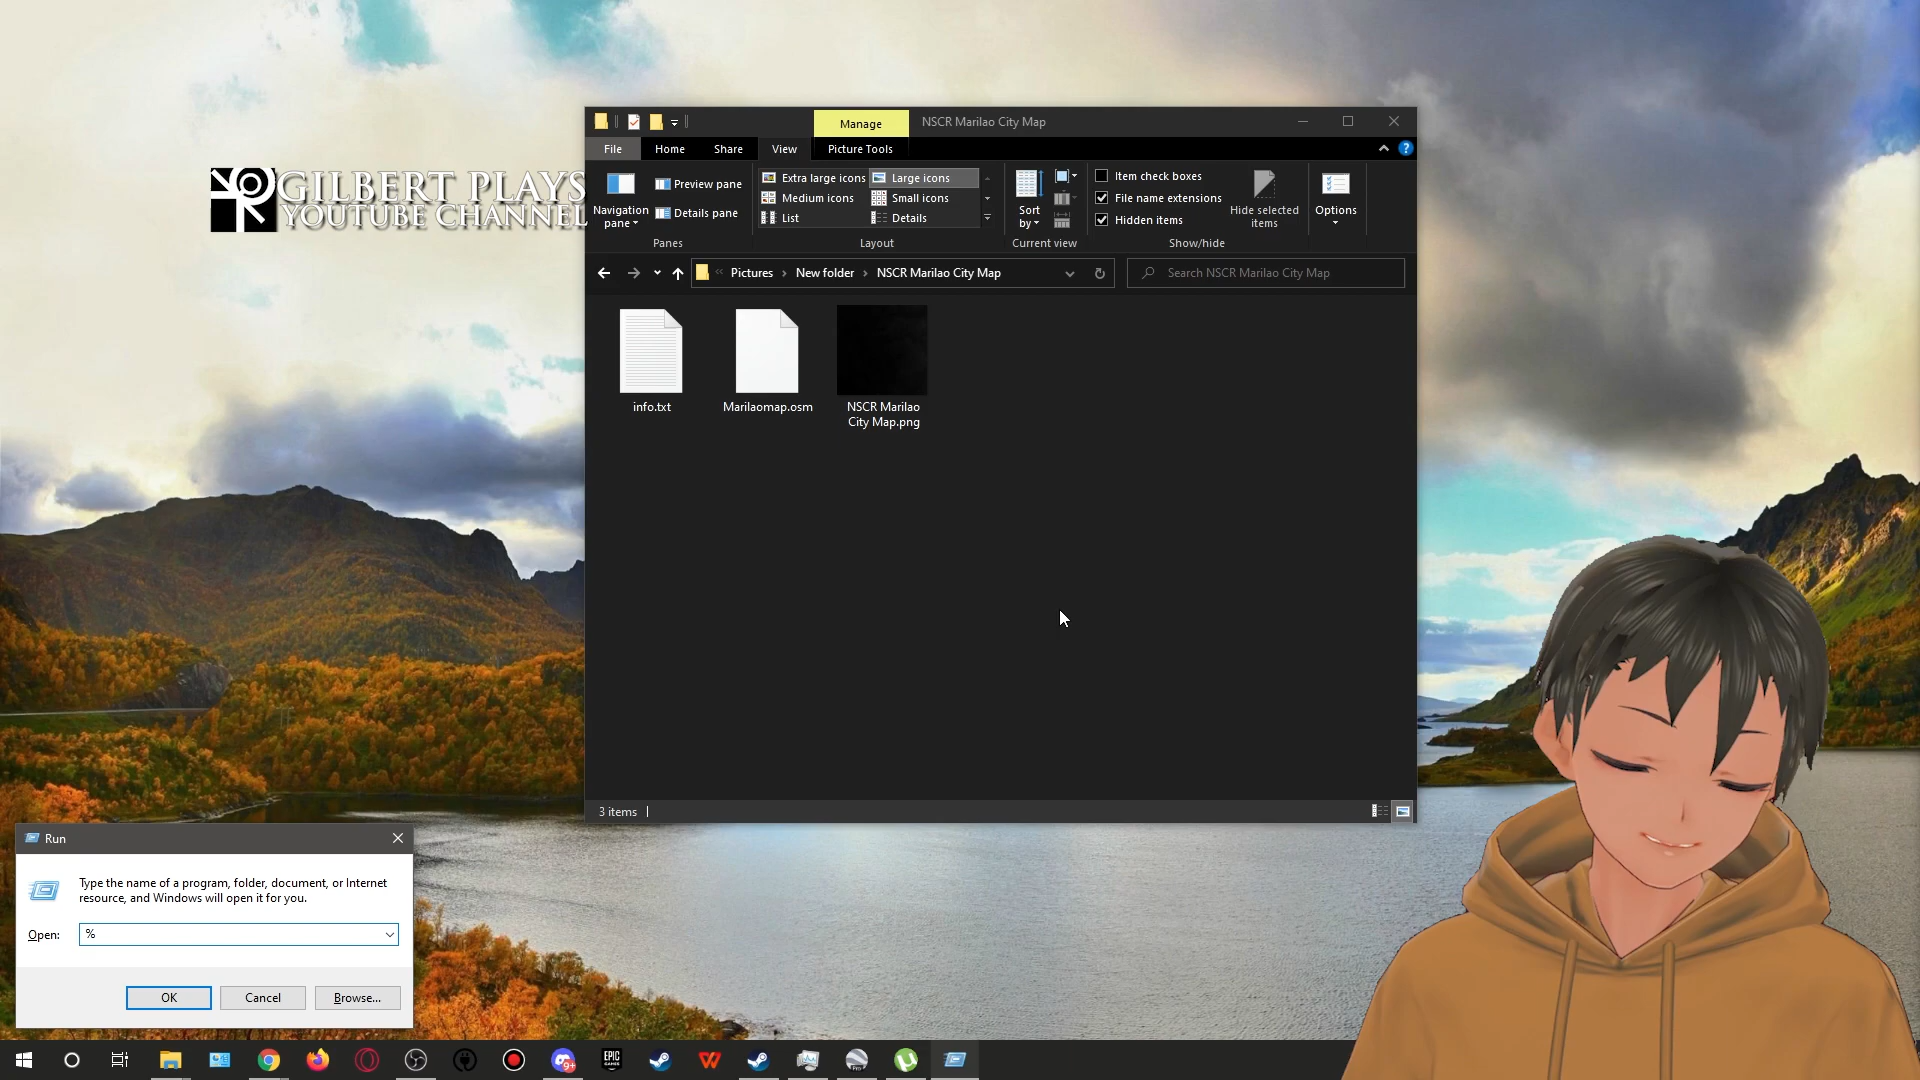 GILBERT PLAYS
YOUTUBE CHANNEL
Manage
NSCR Marilao City Map
File
Home
Share
View
Picture Tools
Navigation
pane
Preview pane
Details pane
Panes
Extra large icons
Large icons
Medium icons
Small icons
List
Details
Layout
Sort
by
Current view
Item check boxes
File name extensions
Hidden items
Hide selected
items
Show/hide
Options
Pictures
New folder
NSCR Marilao City Map
Search NSCR Marilao City Map
info.txt
Marilaomap.osm
NSCR Marilao
City Map.png
3 items
Run
Type the name of a program, folder, document, or Internet
resource, and Windows will open it for you.
Open:
%
OK
Cancel
Browse...
9+
EPIC
GAMES
Pro